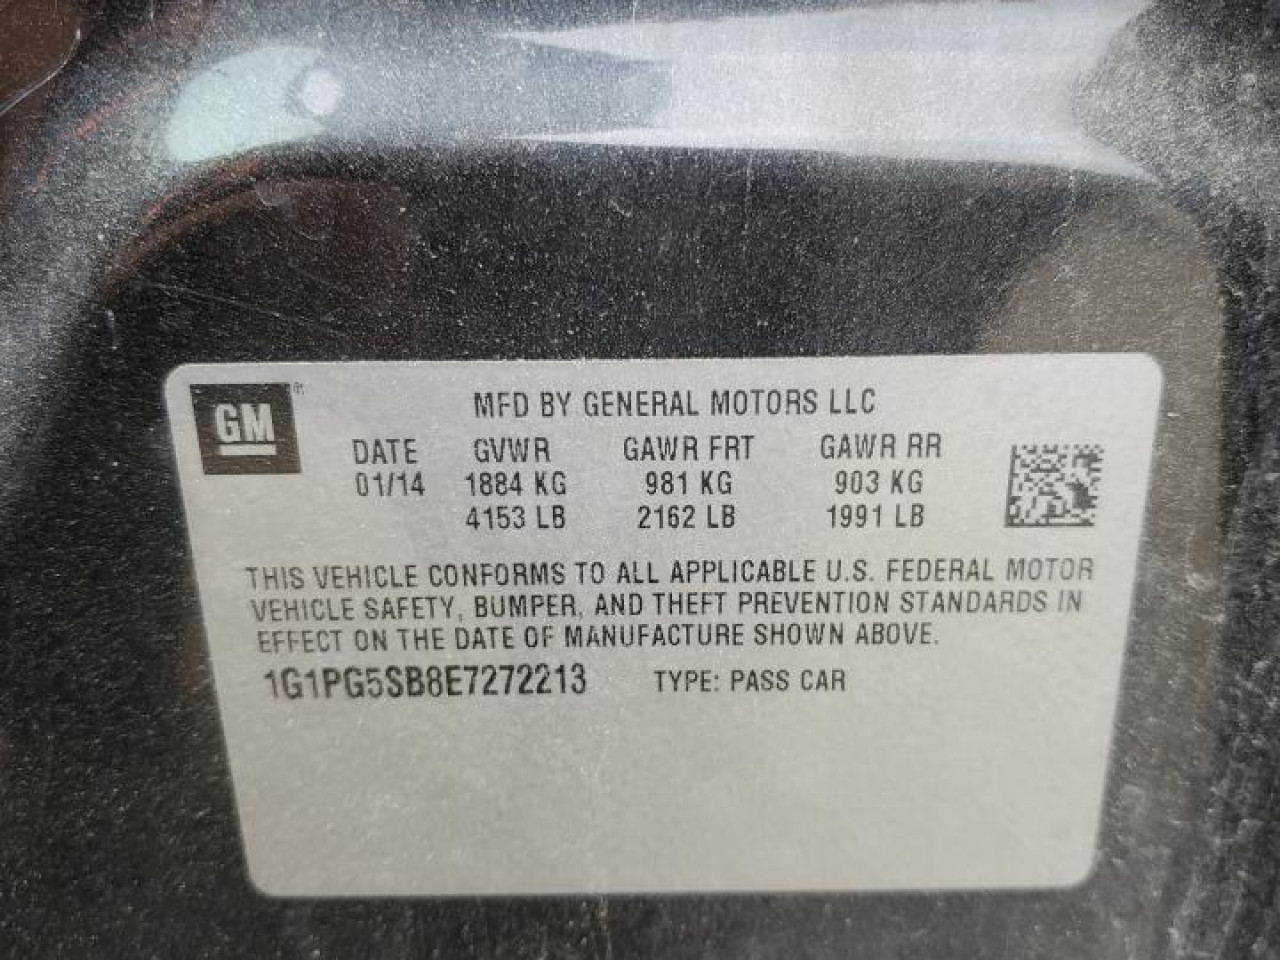 GM®
MFD BY GENERAL MOTORS LLC
DATE GVWR GAWR FRT GAWR RR
01/14 1884 KG 981 KG 903 KG
4153 LB 2162 LB 1991 LB
THIS VEHICLE CONFORMS TO ALL APPLICABLE U.S. FEDERAL MOTOR
VEHICLE SAFETY, BUMPER, AND THEFT PREVENTION STANDARDS IN
EFFECT ON THE DATE OF MANUFACTURE SHOWN ABOVE.
1G1PG5SB8E7272213 TYPE: PASS CAR